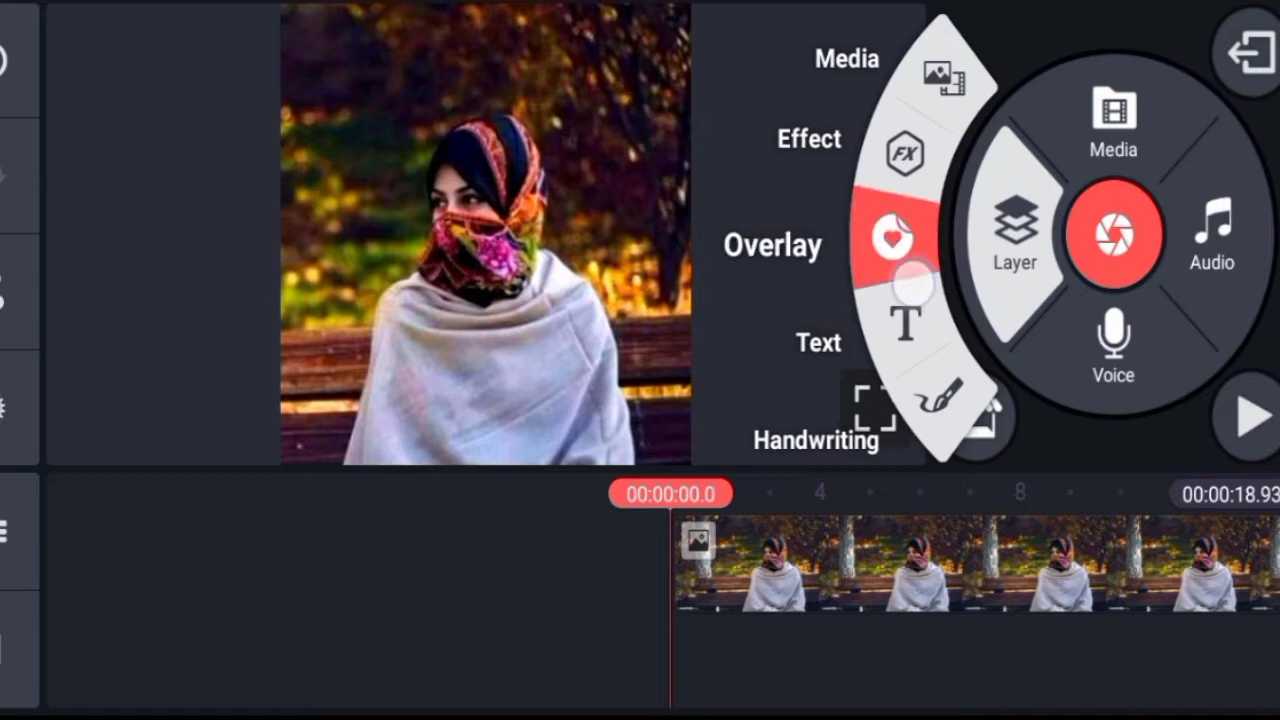 Media
Effect
FX
Overlay
Text
T
Handwriting
Media
Layer
Audio
Voice
00:00:00.0
4
8
00:00:18.93